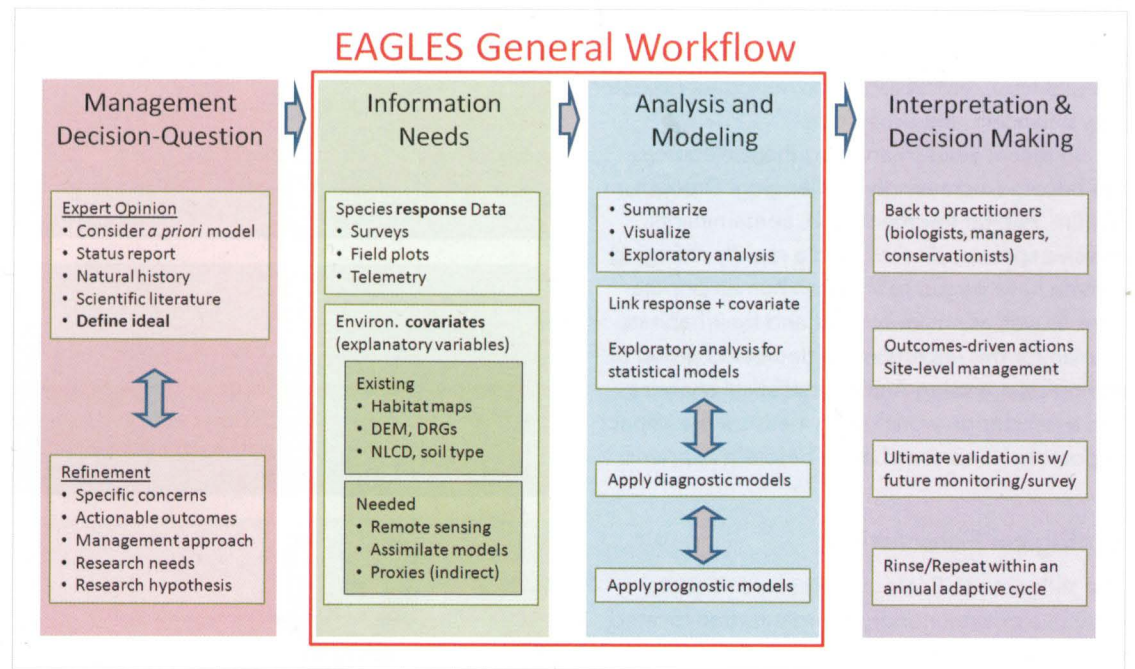 EAGLES General Workflow
Management
Decision-Question
Expert Opinion
• Consider a priori model
• Status report
• Natural history
• Scientific literature
• Define ideal
Refinement
• Specific concerns
• Actionable outcomes
• Management approach
• Research needs
• Research hypothesis
Information
Needs
Species response Data
• Surveys
• Field plots
• Telemetry
Environ. covariates
(explanatory variables)
Existing
• Habitat maps
• DEM, DRGs
• NLCD, soil type
Needed
• Remote sensing
• Assimilate models
• Proxies (indirect)
Analysis and
Modeling
• Summarize
• Visualize
• Exploratory analysis
Link response + covariate
Exploratory analysis for
statistical models
Apply diagnostic models
Apply prognostic models
Interpretation &
Decision Making
Back to practitioners
(biologists, managers,
conservationists)
Outcomes-driven actions
Site-level management
Ultimate validation is w/
future monitoring/survey
Rinse/Repeat within an
annual adaptive cycle